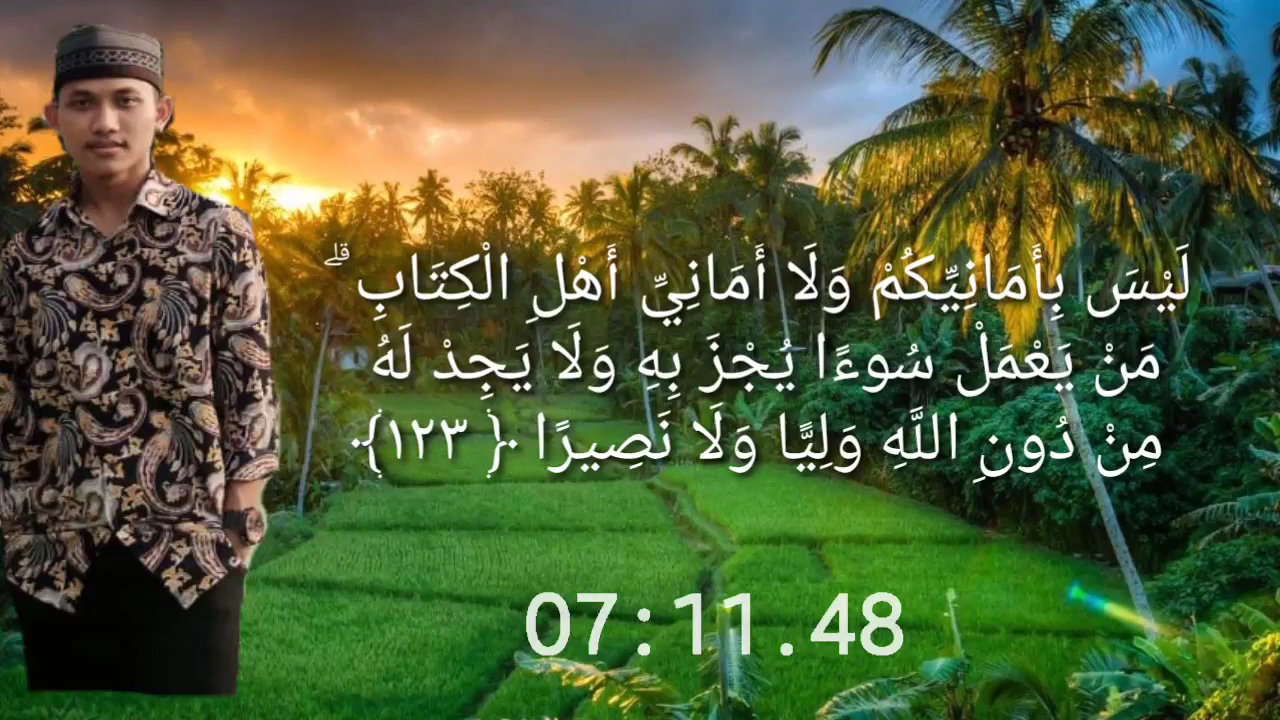 لَيْسَ بِأَمَانِيِّكُمْ وَلَا أَمَانِيِّ أَهْلِ الْكِتَابِ ۗ
مَنْ يَعْمَلْ سُوءًا يُجْزَ بِهِ وَلَا يَجِدْ لَهُ
مِنْ دُونِ اللَّهِ وَلِيًّا وَلَا نَصِيرًا ﴿١٢٣﴾
07:11.48